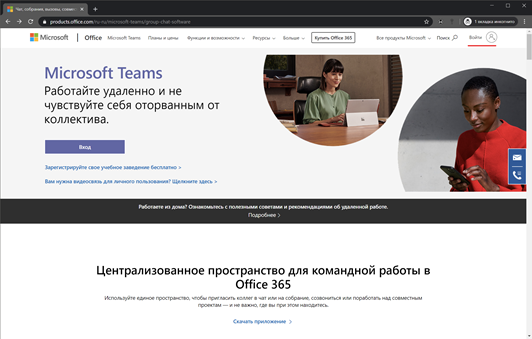 Чат, собрания, вызовы, совмес
products.office.com/ru-ru/microsoft-teams/group-chat-software
1 вкладка инкогнито
Microsoft
Office
Microsoft Teams
Планы и цены
Функции и возможности
Ресурсы
Больше
Купить Office 365
Все продукты Microsoft
Поиск
Войти
Microsoft Teams
Работайте удаленно и не
чувствуйте себя оторванным от
коллектива.
Вход
Зарегистрируйте свое учебное заведение бесплатно >
Вам нужна видеосвязь для личного пользования? Щелкните здесь >
Работаете из дома? Ознакомьтесь с полезными советами и рекомендациями об удаленной работе.
Подробнее >
Централизованное пространство для командной работы в
Office 365
Используйте единое пространство, чтобы пригласить коллег в чат или на собрание, созвониться или поработать над совместным
проектом — и не важно, где вы при этом находитесь.
Скачать приложение >